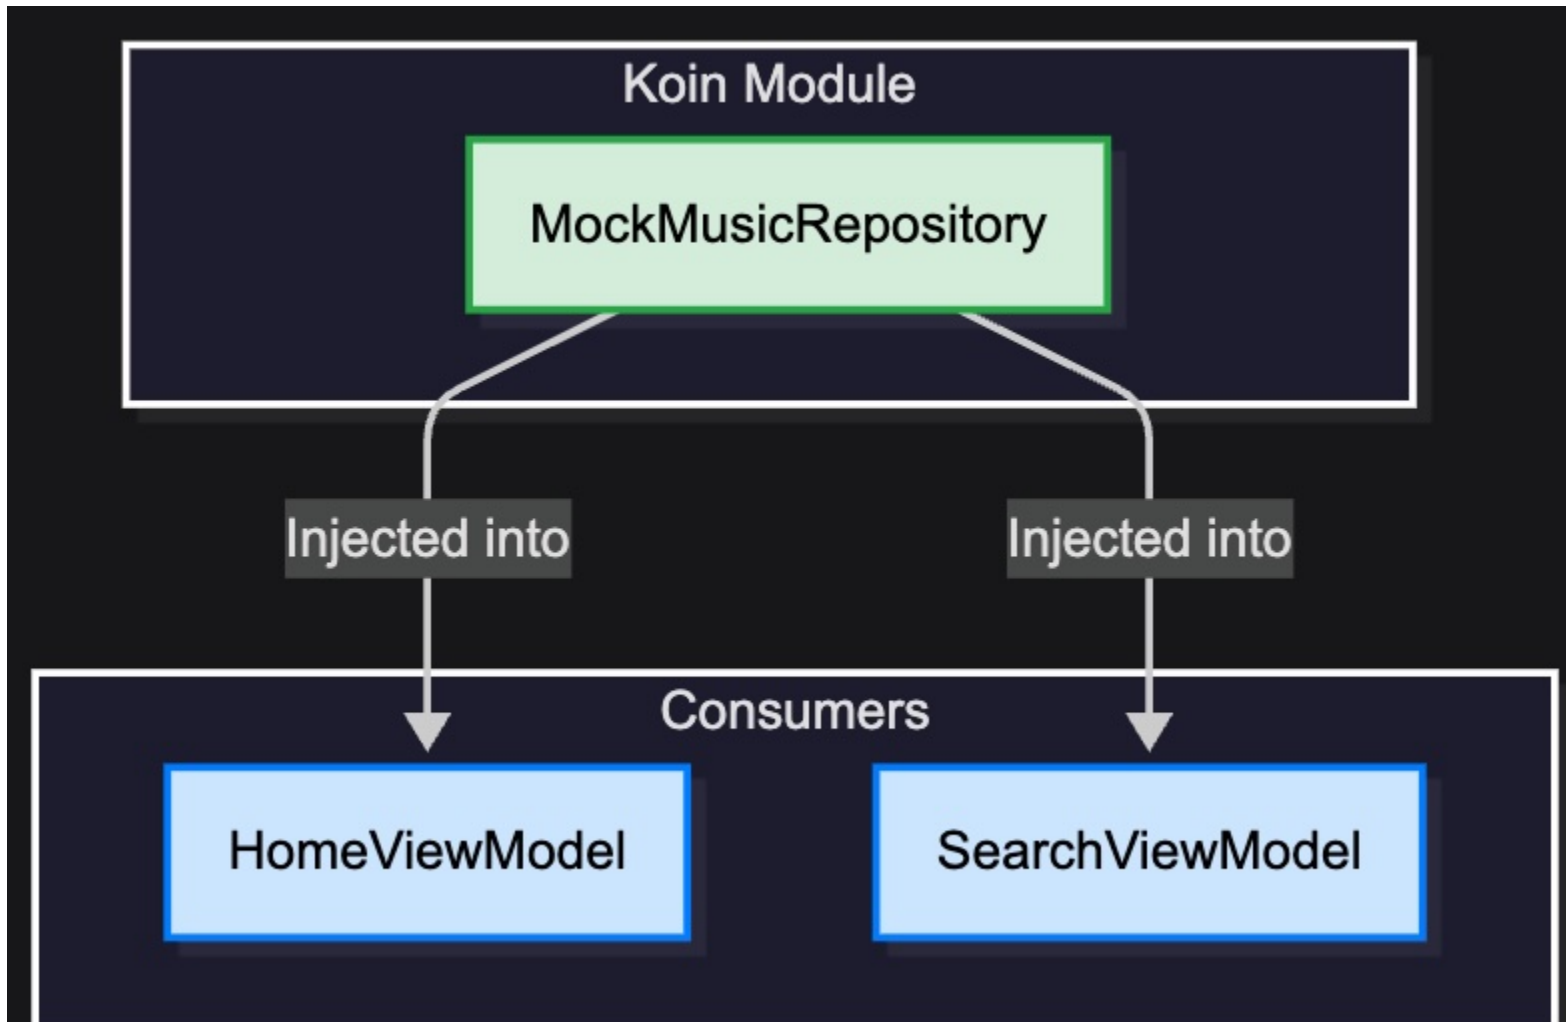 Koin Module
MockMusicRepository
Injected into
Injected into
Consumers
HomeViewModel
SearchViewModel